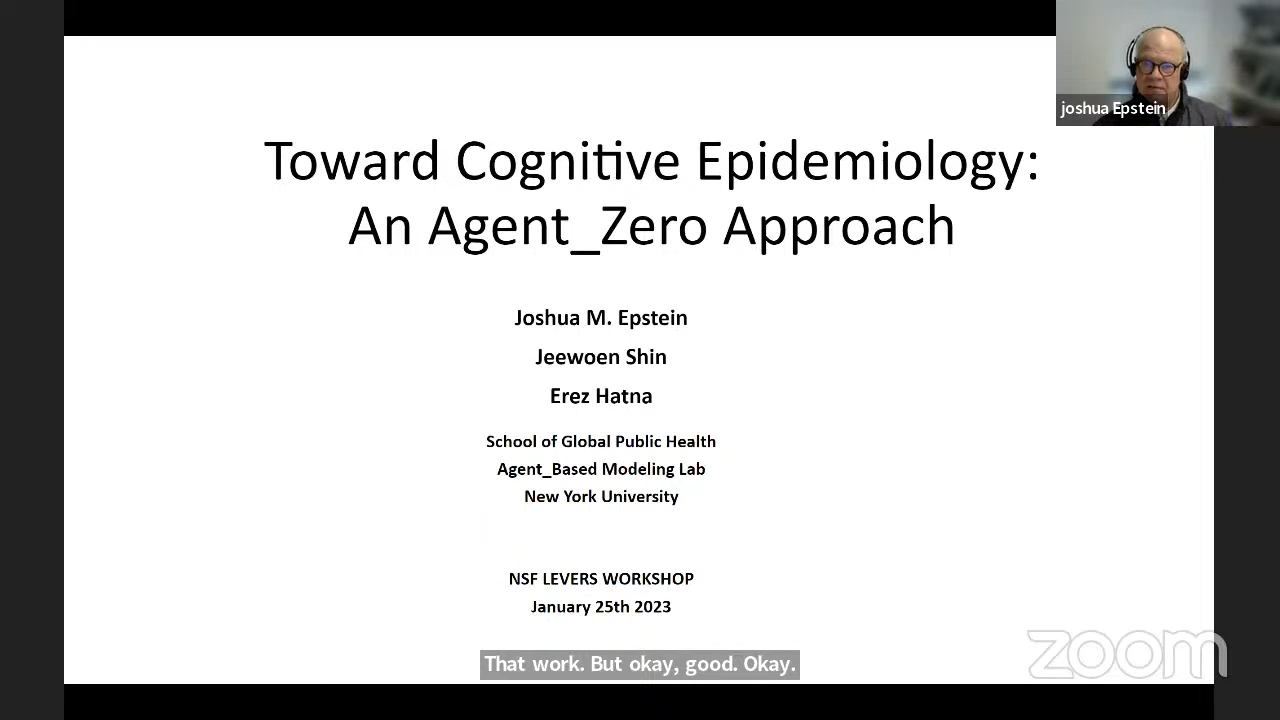 joshua Epstein
Toward Cognitive Epidemiology:
An Agent_Zero Approach
Joshua M. Epstein
Jeewoen Shin
Erez Hatna
School of Global Public Health
Agent_Based Modeling Lab
New York University
NSF LEVERS WORKSHOP
January 25th 2023
zoom
That work. But okay, good. Okay.